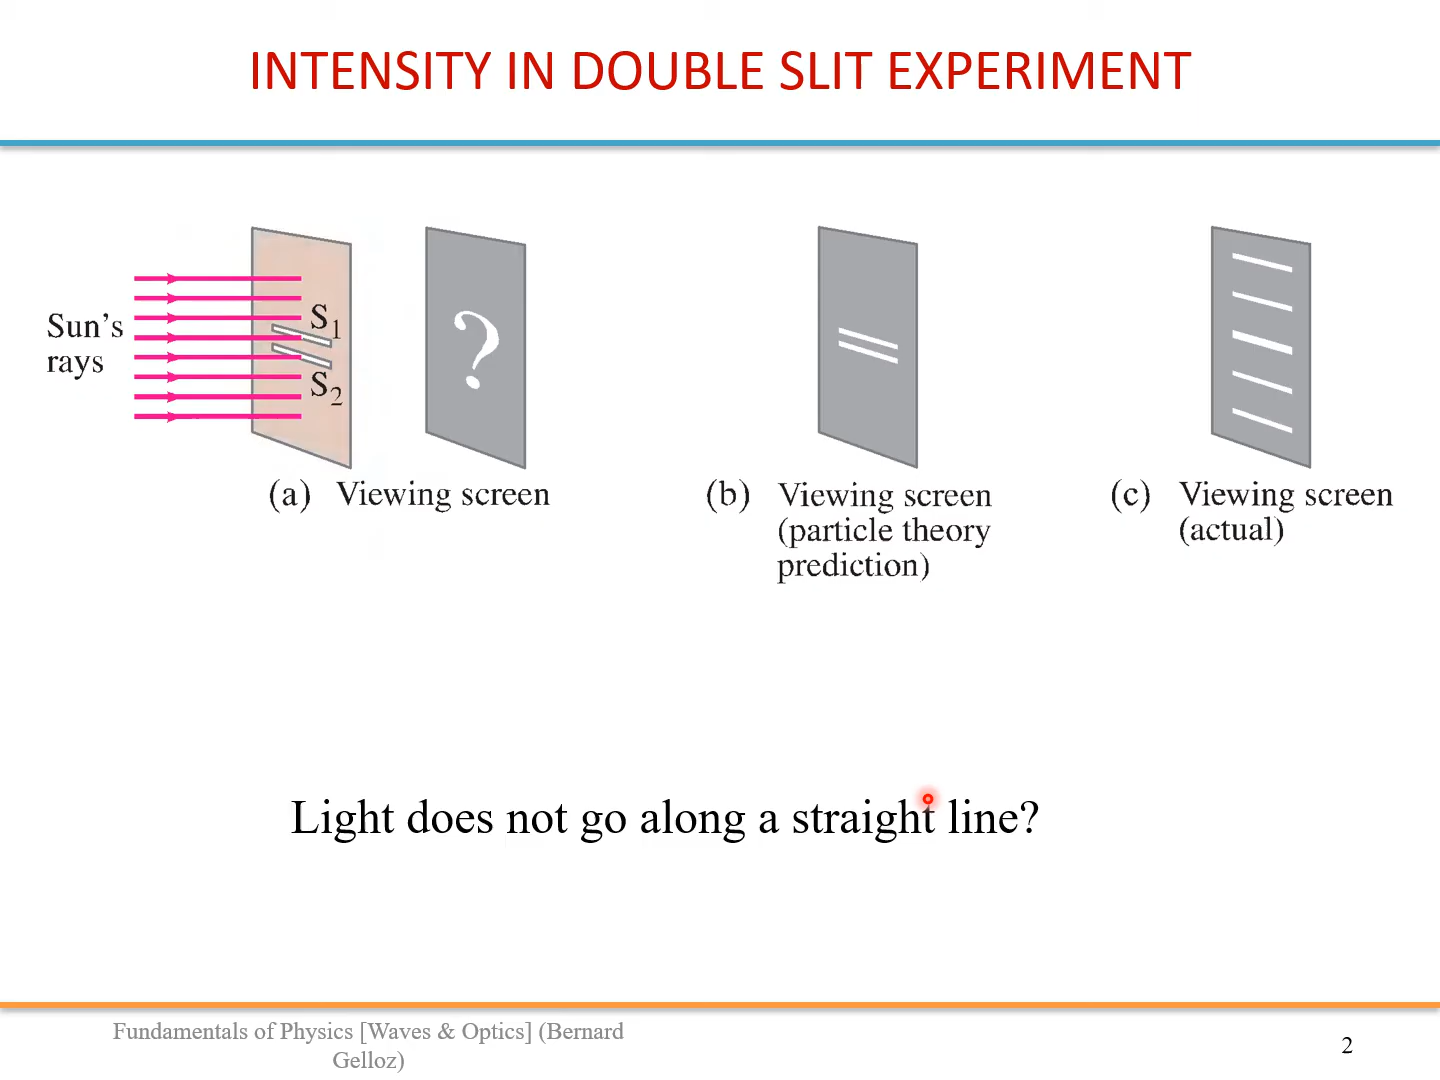 INTENSITY IN DOUBLE SLIT EXPERIMENT
Sun's
rays
S1
S2
?
(a) Viewing screen
(b) Viewing screen
(particle theory
prediction)
(c) Viewing screen
(actual)
Light does not go along a straight line?
Fundamentals of Physics [Waves & Optics] (Bernard
Gelloz)
2